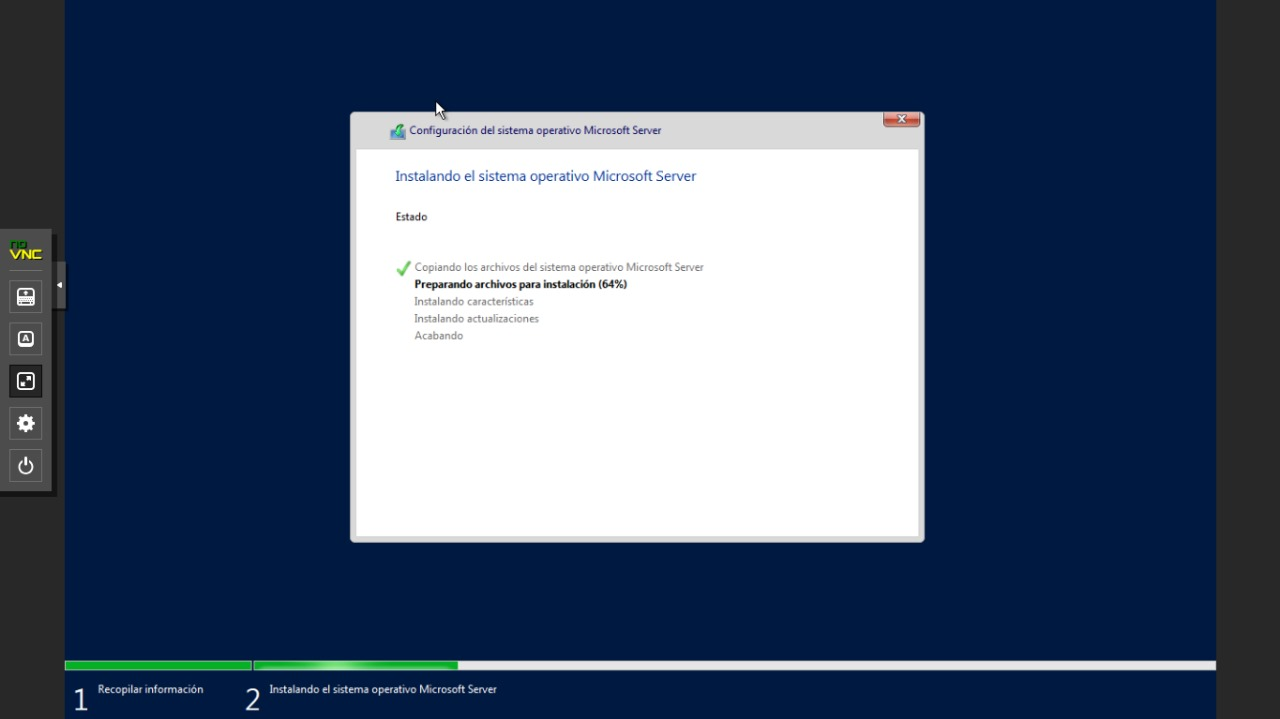 Configuración del sistema operativo Microsoft Server
Instalando el sistema operativo Microsoft Server
Estado
Copiando los archivos del sistema operativo Microsoft Server
Preparando archivos para instalación (64%)
Instalando características
Instalando actualizaciones
Acabando
no
VNC
A
1 Recopilar información
2 Instalando el sistema operativo Microsoft Server